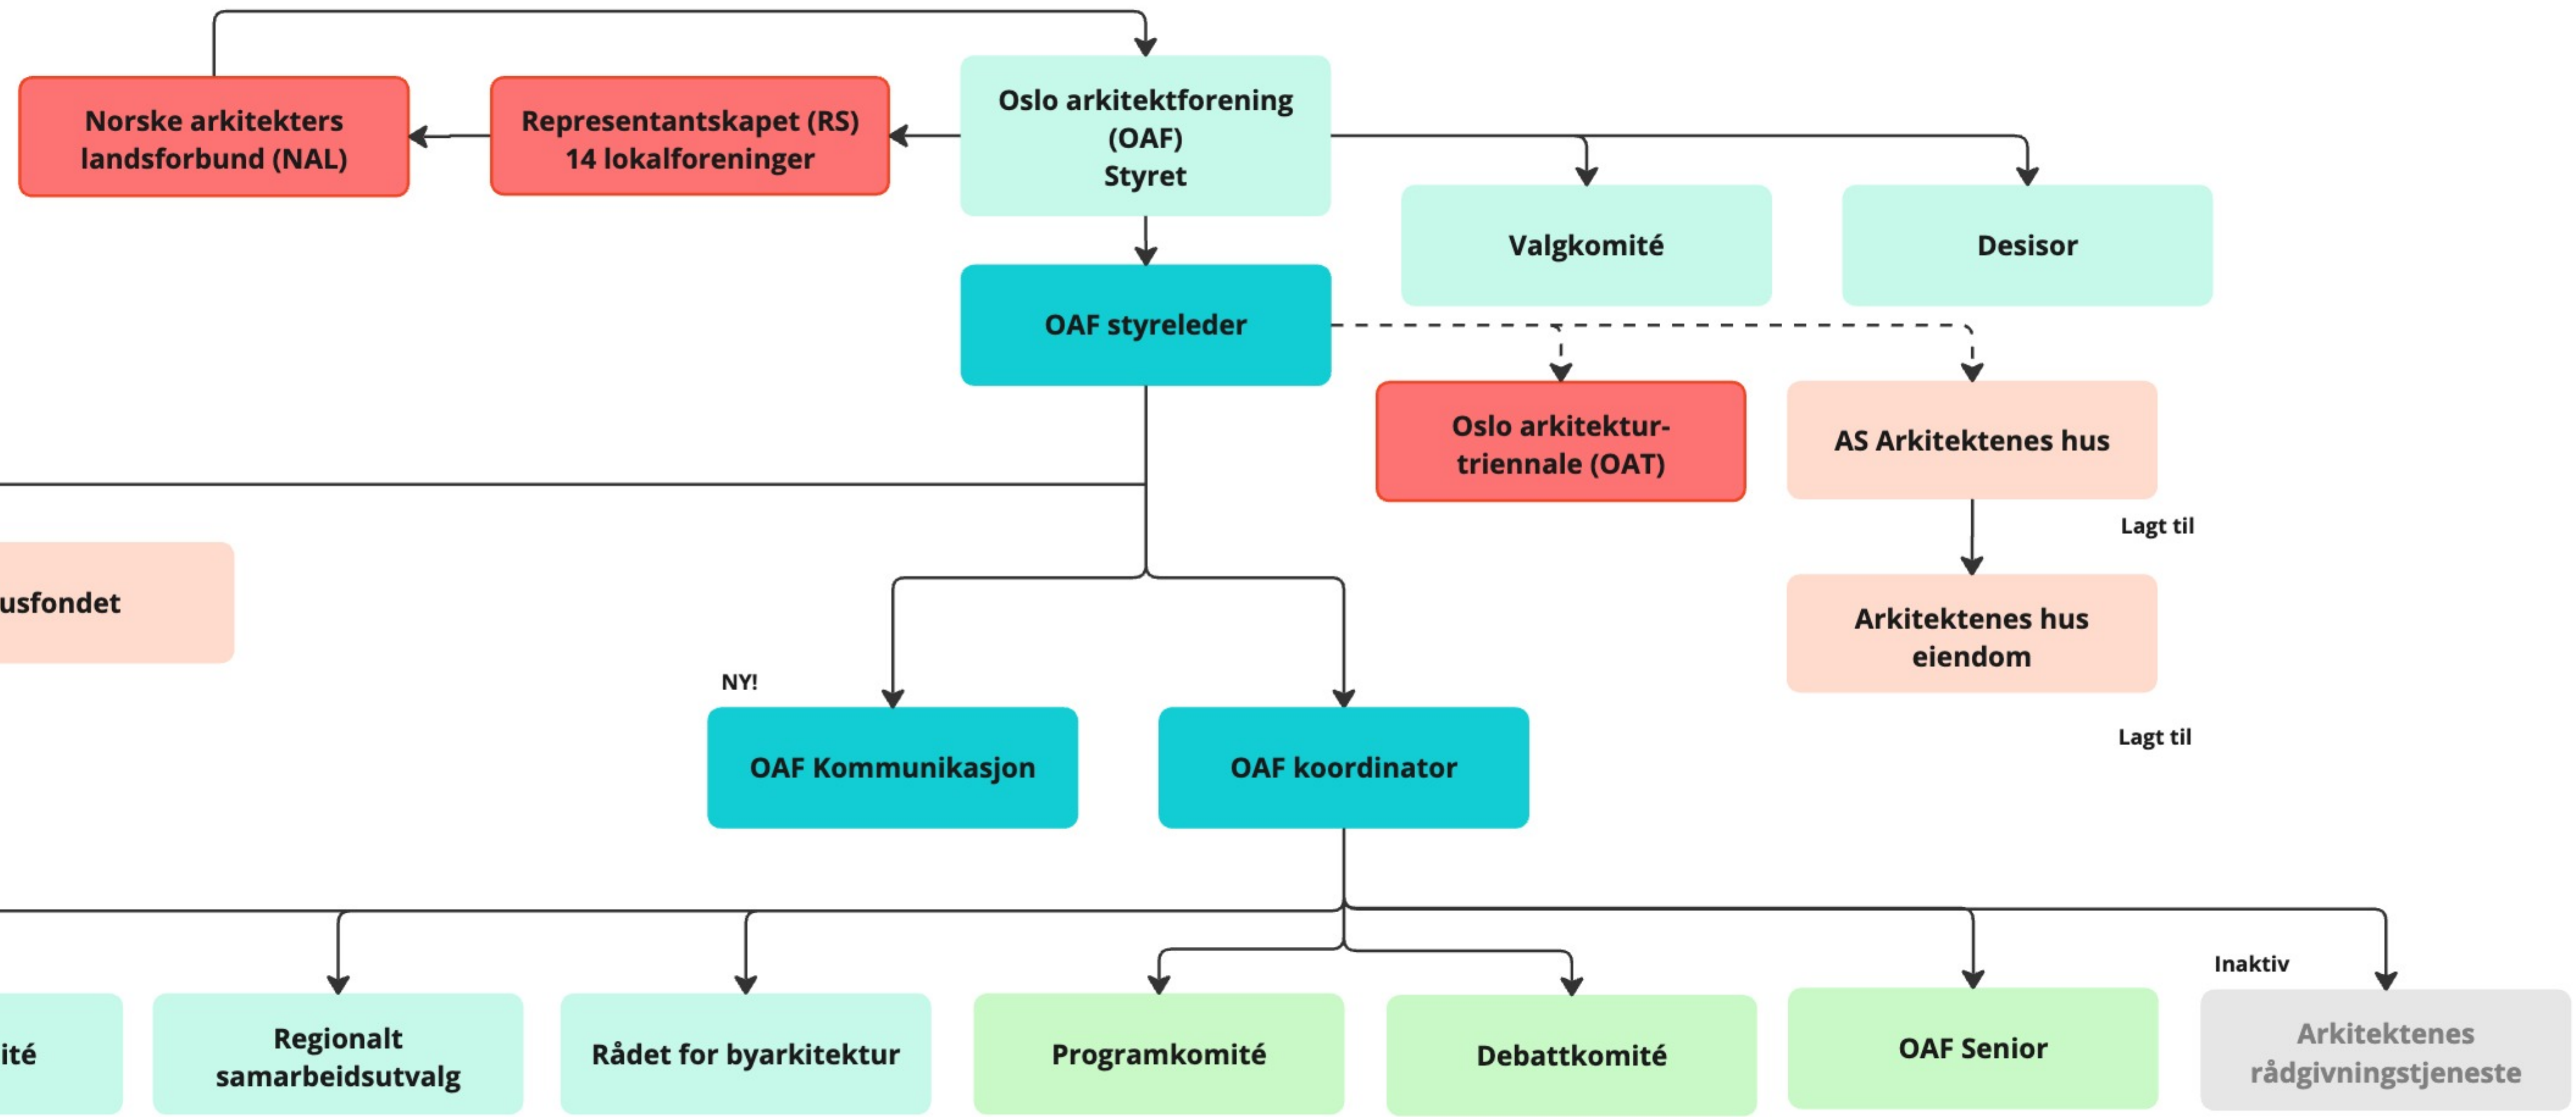 Norske arkitekters
landsforbund (NAL)
Representantskapet (RS)
14 lokalforeninger
Oslo arkitektforening
(OAF)
Styret
Valgkomité
Desisor
OAF styreleder
Oslo arkitektur-
triennale (OAT)
AS Arkitektenes hus
Lagt til
usfondet
Arkitektenes hus
eiendom
Lagt til
NY!
OAF Kommunikasjon
OAF koordinator
ité
Regionalt
samarbeidsutvalg
Rådet for byarkitektur
Programkomité
Debattkomité
OAF Senior
Inaktiv
Arkitektenes
rådgivningstjeneste